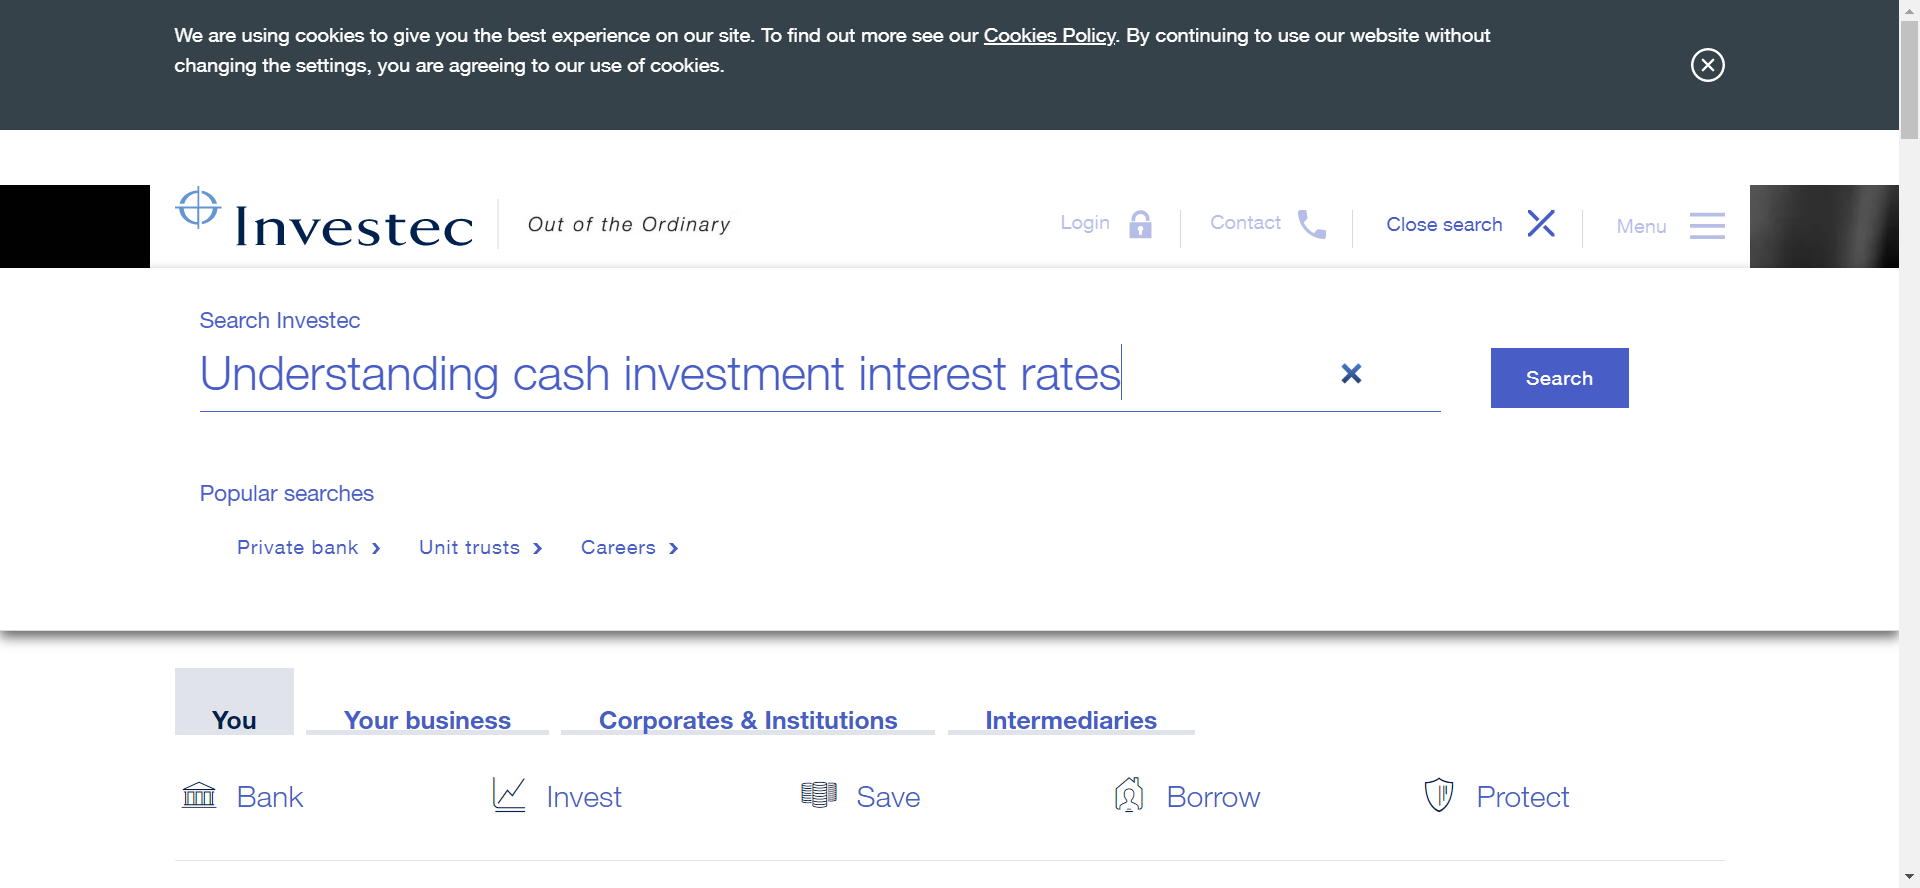 We are using cookies to give you the best experience on our site. To find out more see our Cookies Policy. By continuing to use our website without
changing the settings, you are agreeing to our use of cookies.
Investec
Out of the Ordinary
Login
Contact
Close search
Menu
Search Investec
Understanding cash investment interest rates
Search
Popular searches
Private bank
Unit trusts
Careers
You
Your business
Corporates & Institutions
Intermediaries
Bank
Invest
Save
Borrow
Protect